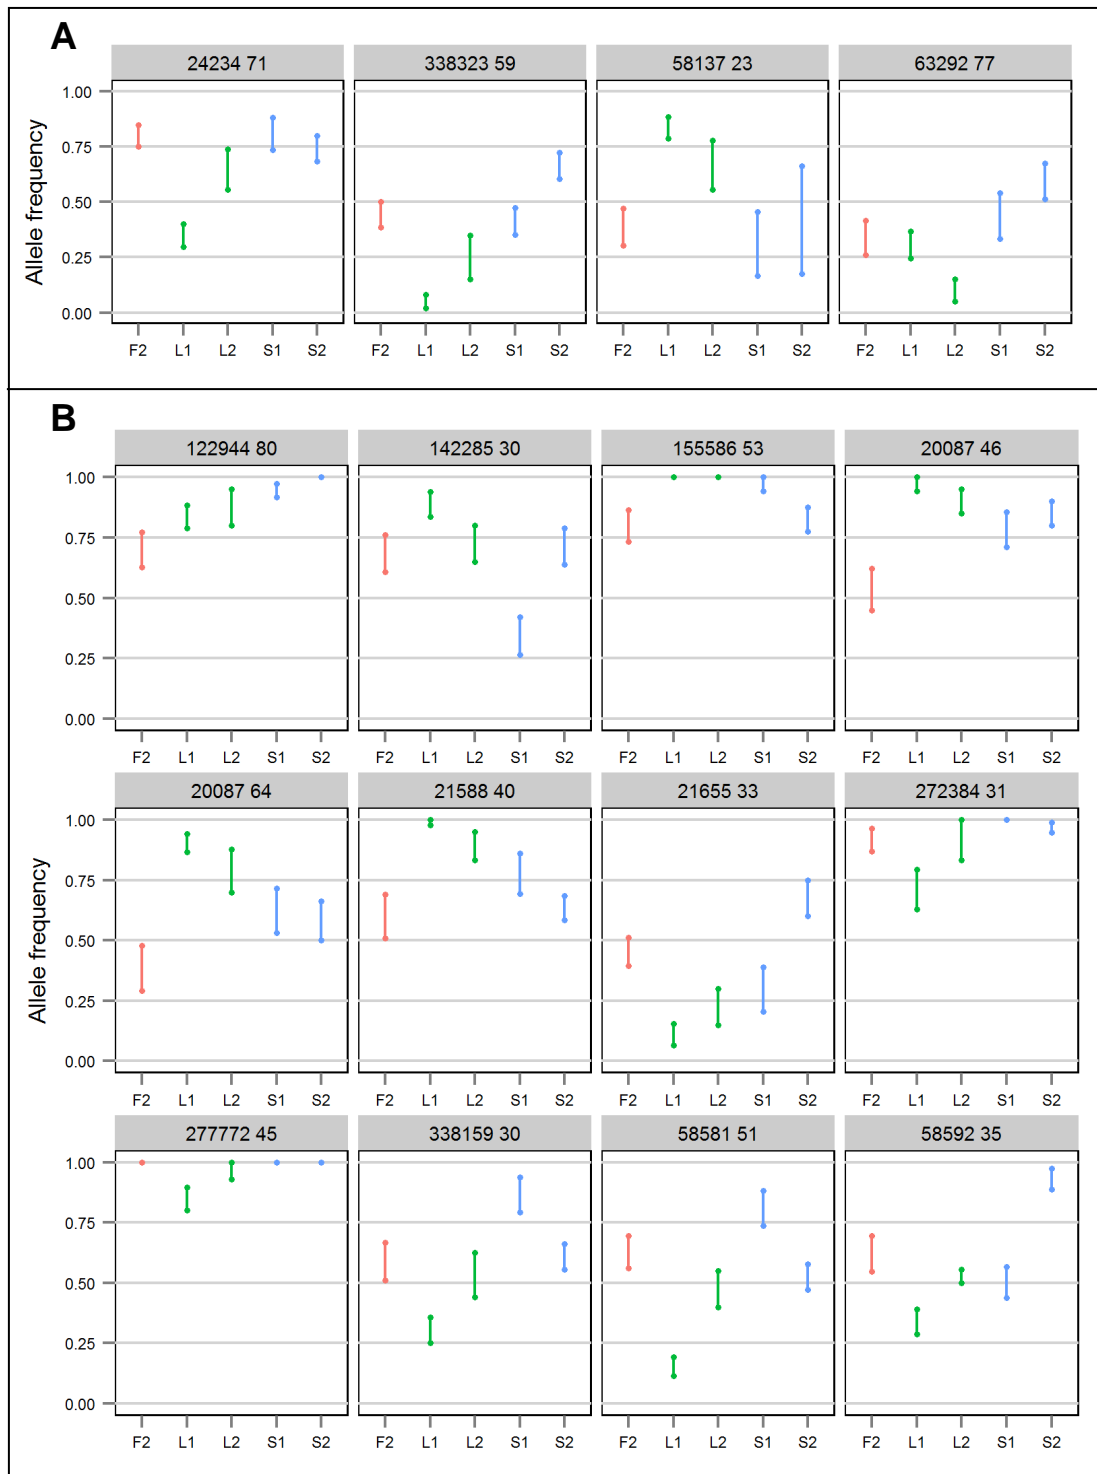 A
24234 71 338323 59 58137 23 63292 77
Allele frequency
1.00
0.75
0.50
0.25
0.00
F2 L1 L2 S1 S2 F2 L1 L2 S1 S2 F2 L1 L2 S1 S2 F2 L1 L2 S1 S2
B
122944 80 142285 30 155586 53 20087 46
1.00
0.75
0.50
0.25
0.00
F2 L1 L2 S1 S2 F2 L1 L2 S1 S2 F2 L1 L2 S1 S2 F2 L1 L2 S1 S2
20087 64 21588 40 21655 33 272384 31
Allele frequency
1.00
0.75
0.50
0.25
0.00
F2 L1 L2 S1 S2 F2 L1 L2 S1 S2 F2 L1 L2 S1 S2 F2 L1 L2 S1 S2
277772 45 338159 30 58581 51 58592 35
1.00
0.75
0.50
0.25
0.00
F2 L1 L2 S1 S2 F2 L1 L2 S1 S2 F2 L1 L2 S1 S2 F2 L1 L2 S1 S2